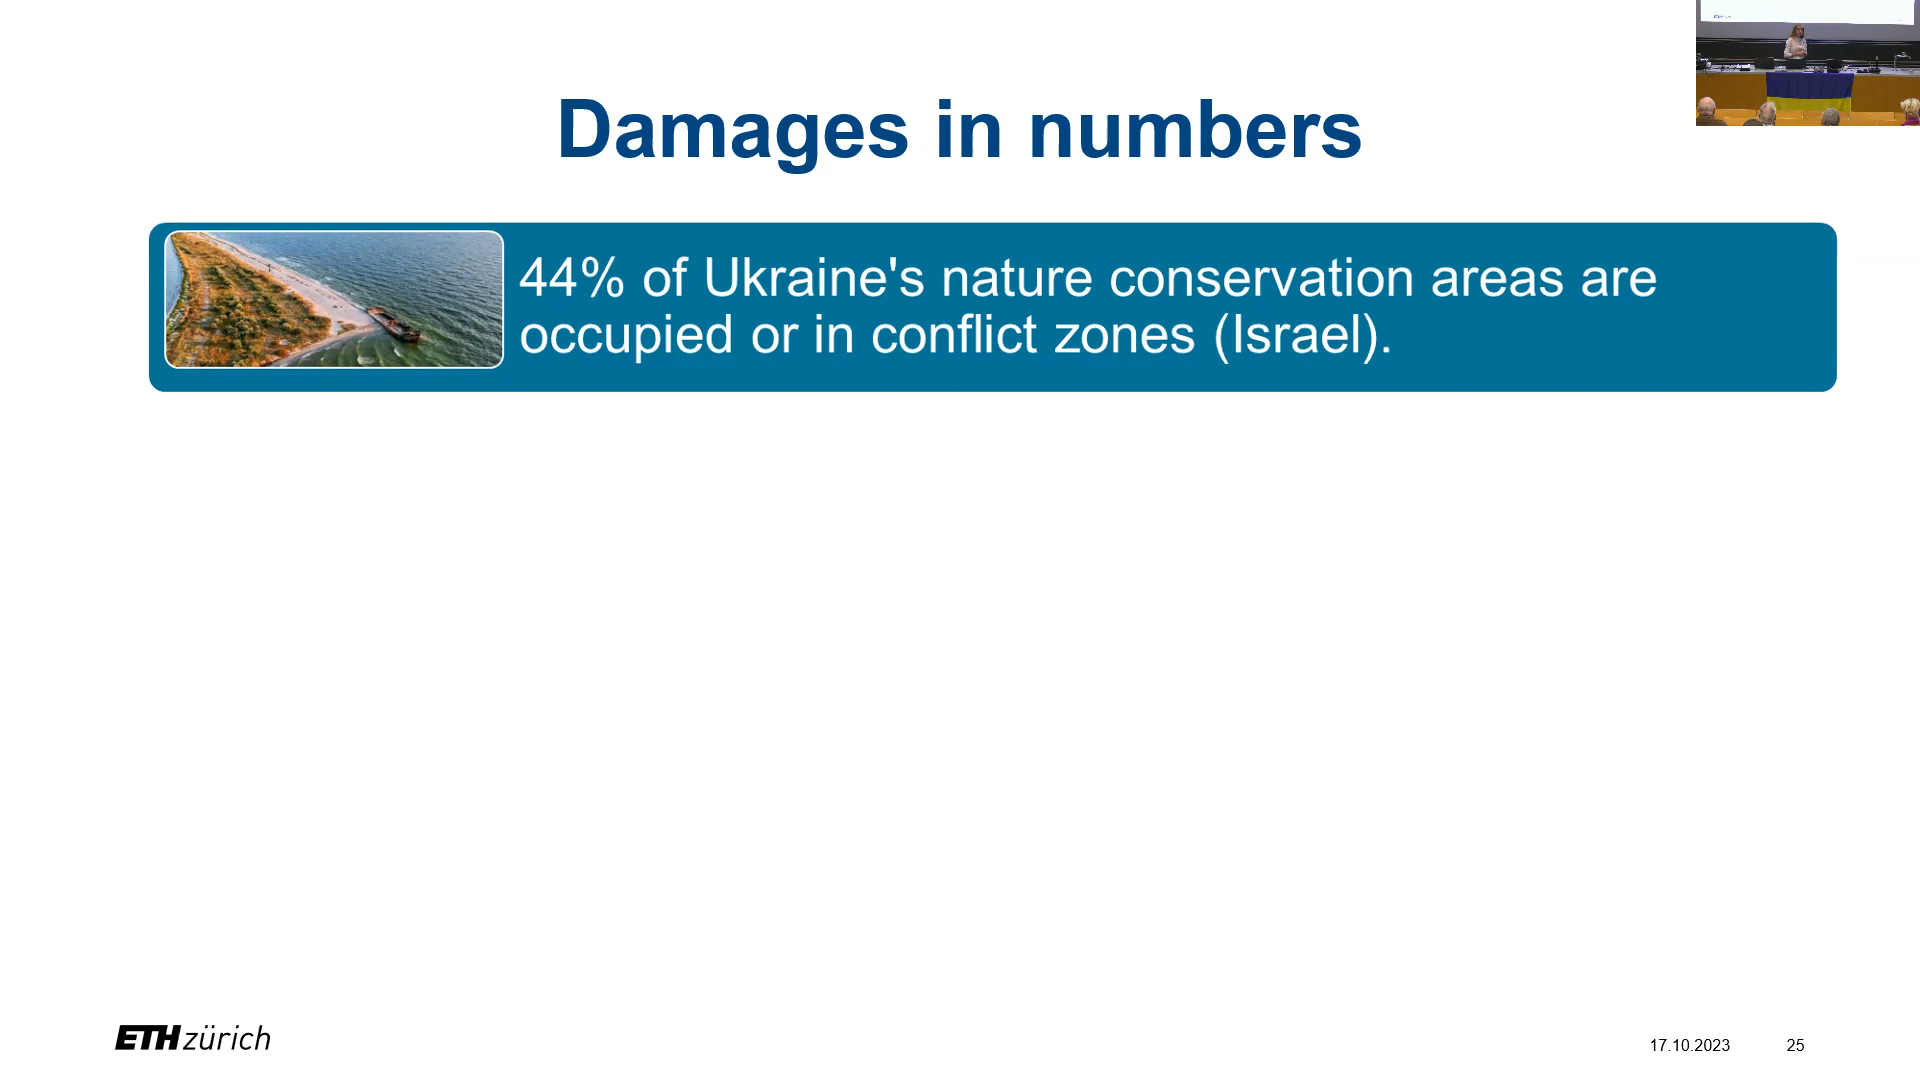 Damages in numbers
44% of Ukraine's nature conservation areas are
occupied or in conflict zones (Israel).
ETH zürich
17.10.2023
25